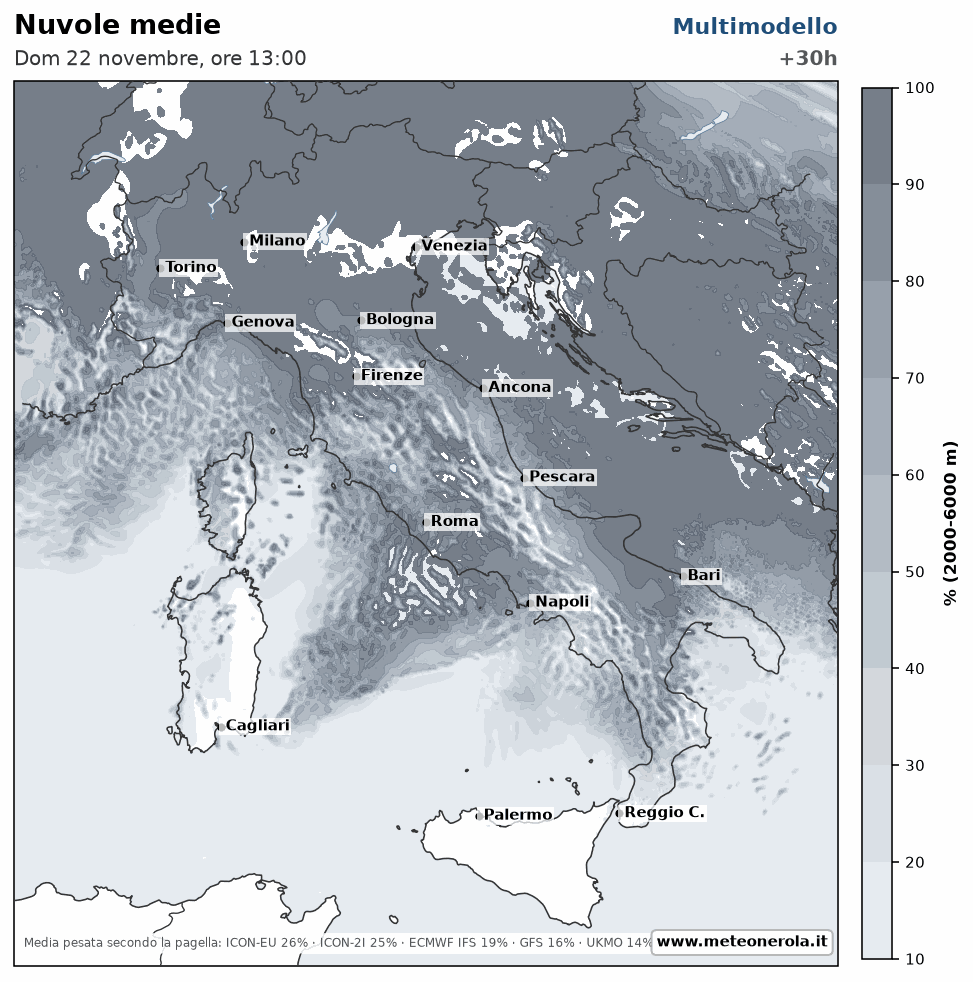 Nuvole medie
Multimodello
Dom 22 novembre, ore 13:00
+30h
100
90
80
70
60
50
40
30
20
10
% (2000-6000 m)
Milano
Venezia
Torino
Genova
Bologna
Firenze
Ancona
Pescara
Roma
Bari
Napoli
Cagliari
Palermo
Reggio C.
Media pesata secondo la pagella: ICON-EU 26% · ICON-2I 25% · ECMWF IFS 19% · GFS 16% · UKMO 14%
www.meteonerola.it